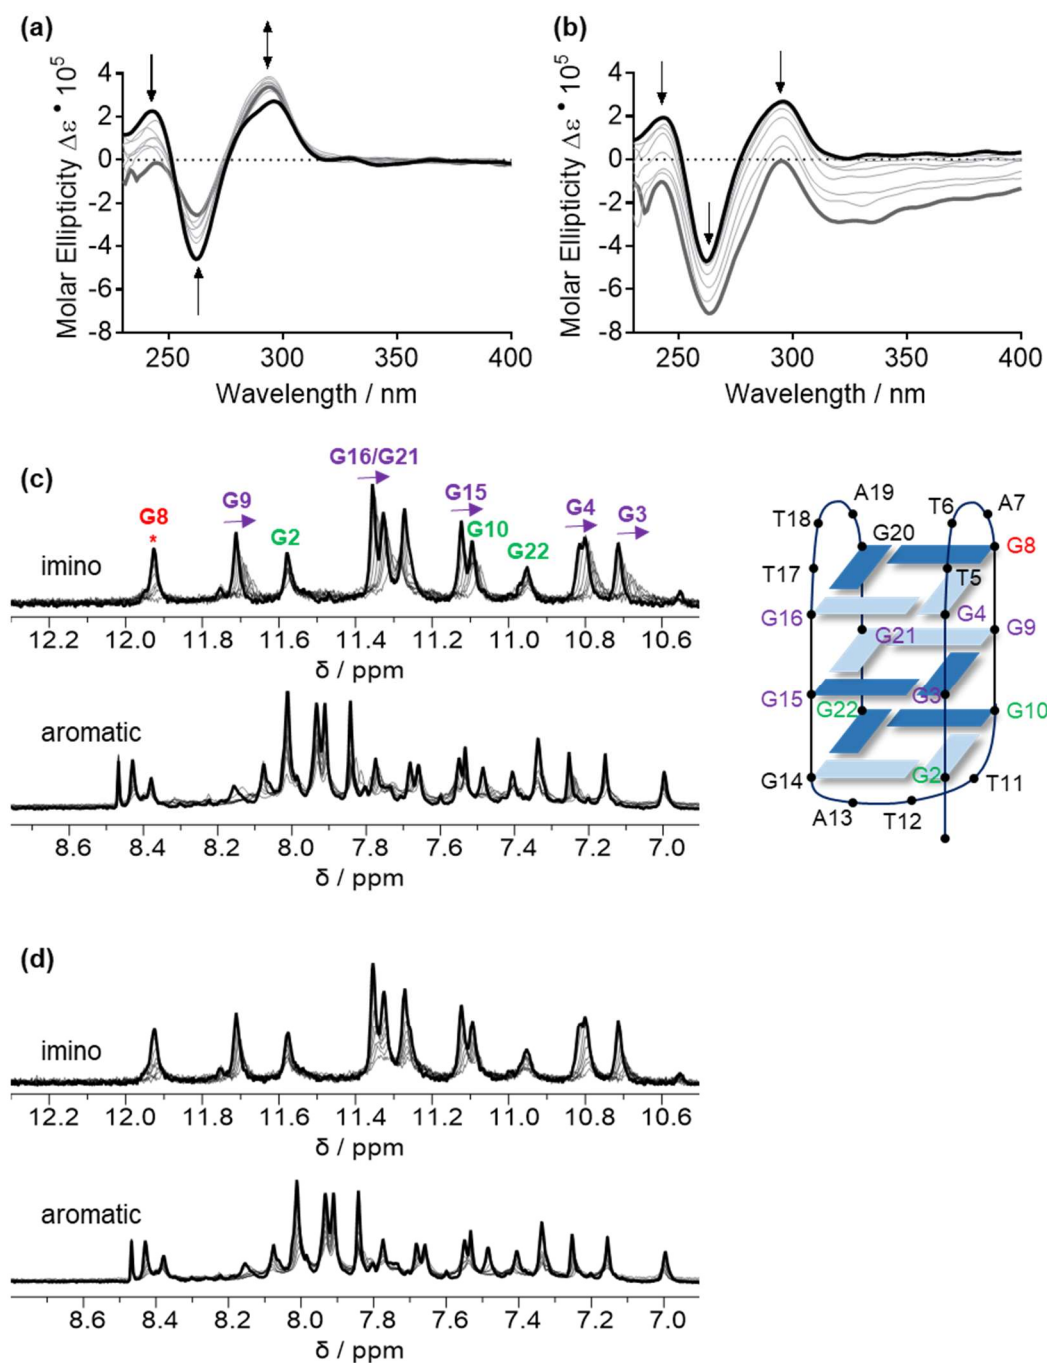 (a)
Molar Ellipticity Δε • 10⁵
4
2
0
-2
-4
-6
-8
250
300
350
400
Wavelength / nm
(b)
Molar Ellipticity Δε • 10⁵
4
2
0
-2
-4
-6
-8
250
300
350
400
Wavelength / nm
(c)
imino
G8
*
G9
G2
G16/G21
G15
G10
G22
G4
G3
12.2 12.0 11.8 11.6 11.4 11.2 11.0 10.8 10.6
δ / ppm
aromatic
8.6 8.4 8.2 8.0 7.8 7.6 7.4 7.2 7.0
δ / ppm
A19
T18
T6
A7
G20
G8
T17
T5
G16
G4
G9
G21
G15
G3
G22
G10
G14
G2
T11
A13
T12
(d)
imino
12.2 12.0 11.8 11.6 11.4 11.2 11.0 10.8 10.6
δ / ppm
aromatic
8.6 8.4 8.2 8.0 7.8 7.6 7.4 7.2 7.0
δ / ppm